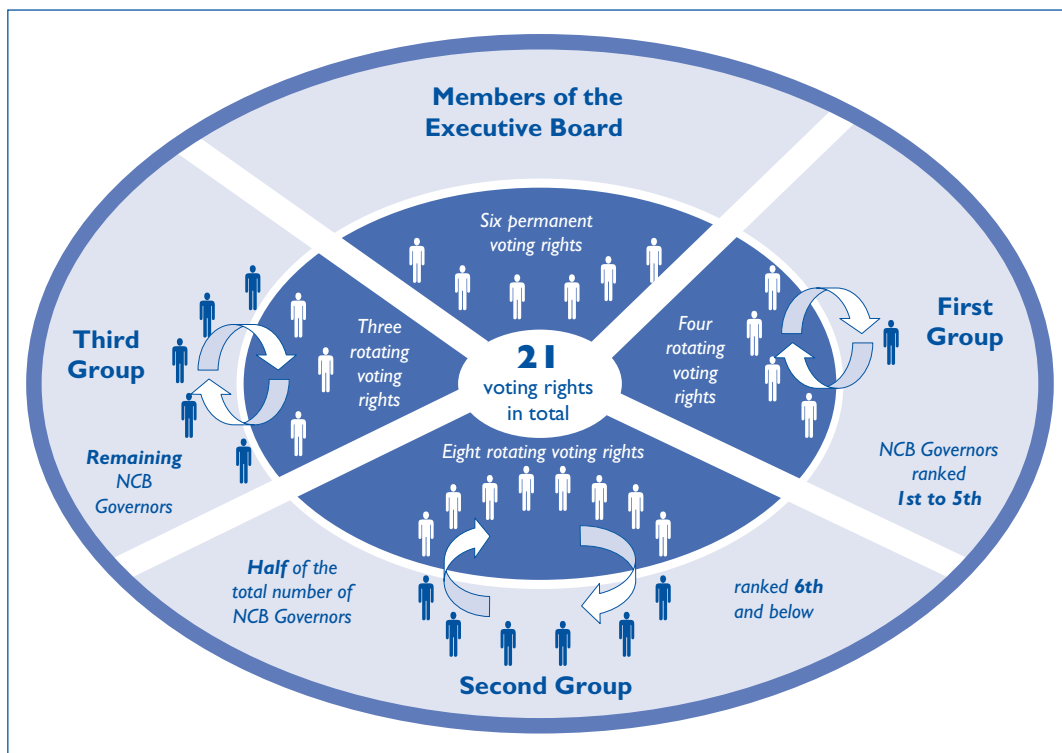 Members of the
Executive Board
Six permanent
voting rights
First
Group
Four
rotating
voting
rights
NCB Governors
ranked
1st to 5th
Third
Group
Three
rotating
voting
rights
Remaining
NCB
Governors
21
voting rights
in total
Eight rotating voting rights
Half of the
total number of
NCB Governors
ranked 6th
and below
Second Group